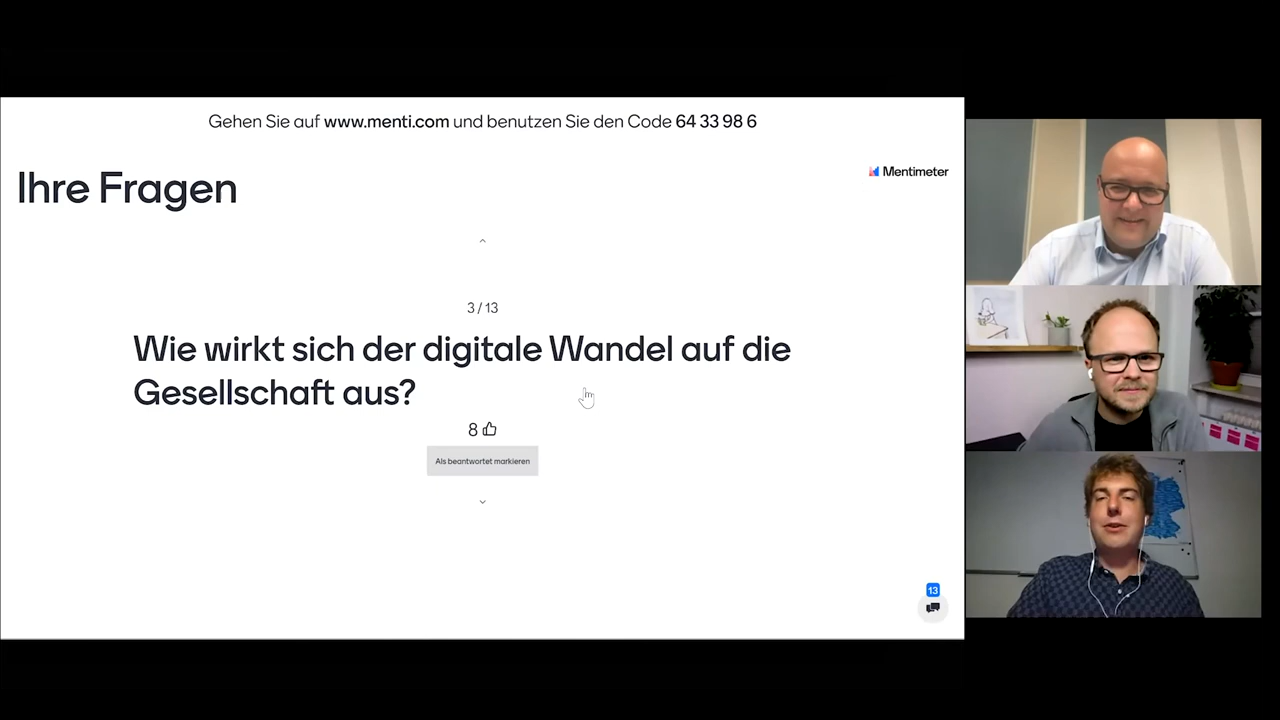 Gehen Sie auf www.menti.com und benutzen Sie den Code 64 33 98 6
Mentimeter
Ihre Fragen
3 / 13
Wie wirkt sich der digitale Wandel auf die
Gesellschaft aus?
8
Als beantwortet markieren
13